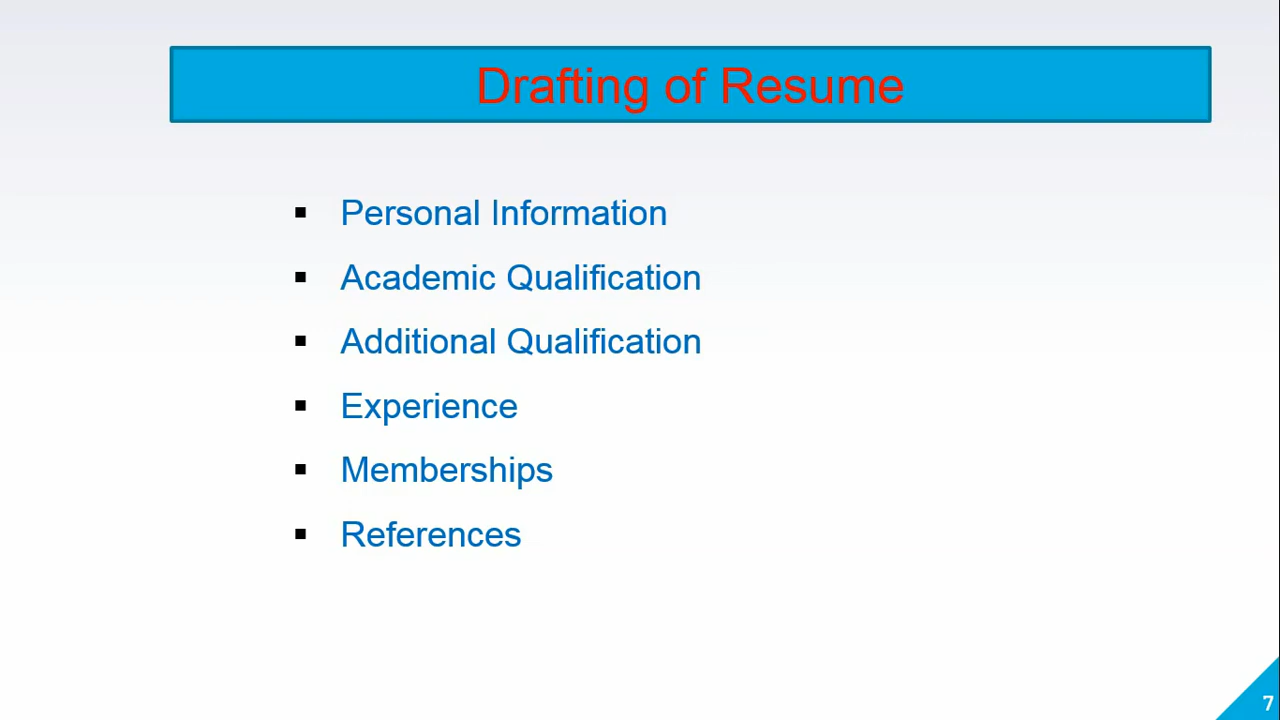 Drafting of Resume
▪ Personal Information
▪ Academic Qualification
▪ Additional Qualification
▪ Experience
▪ Memberships
▪ References
7